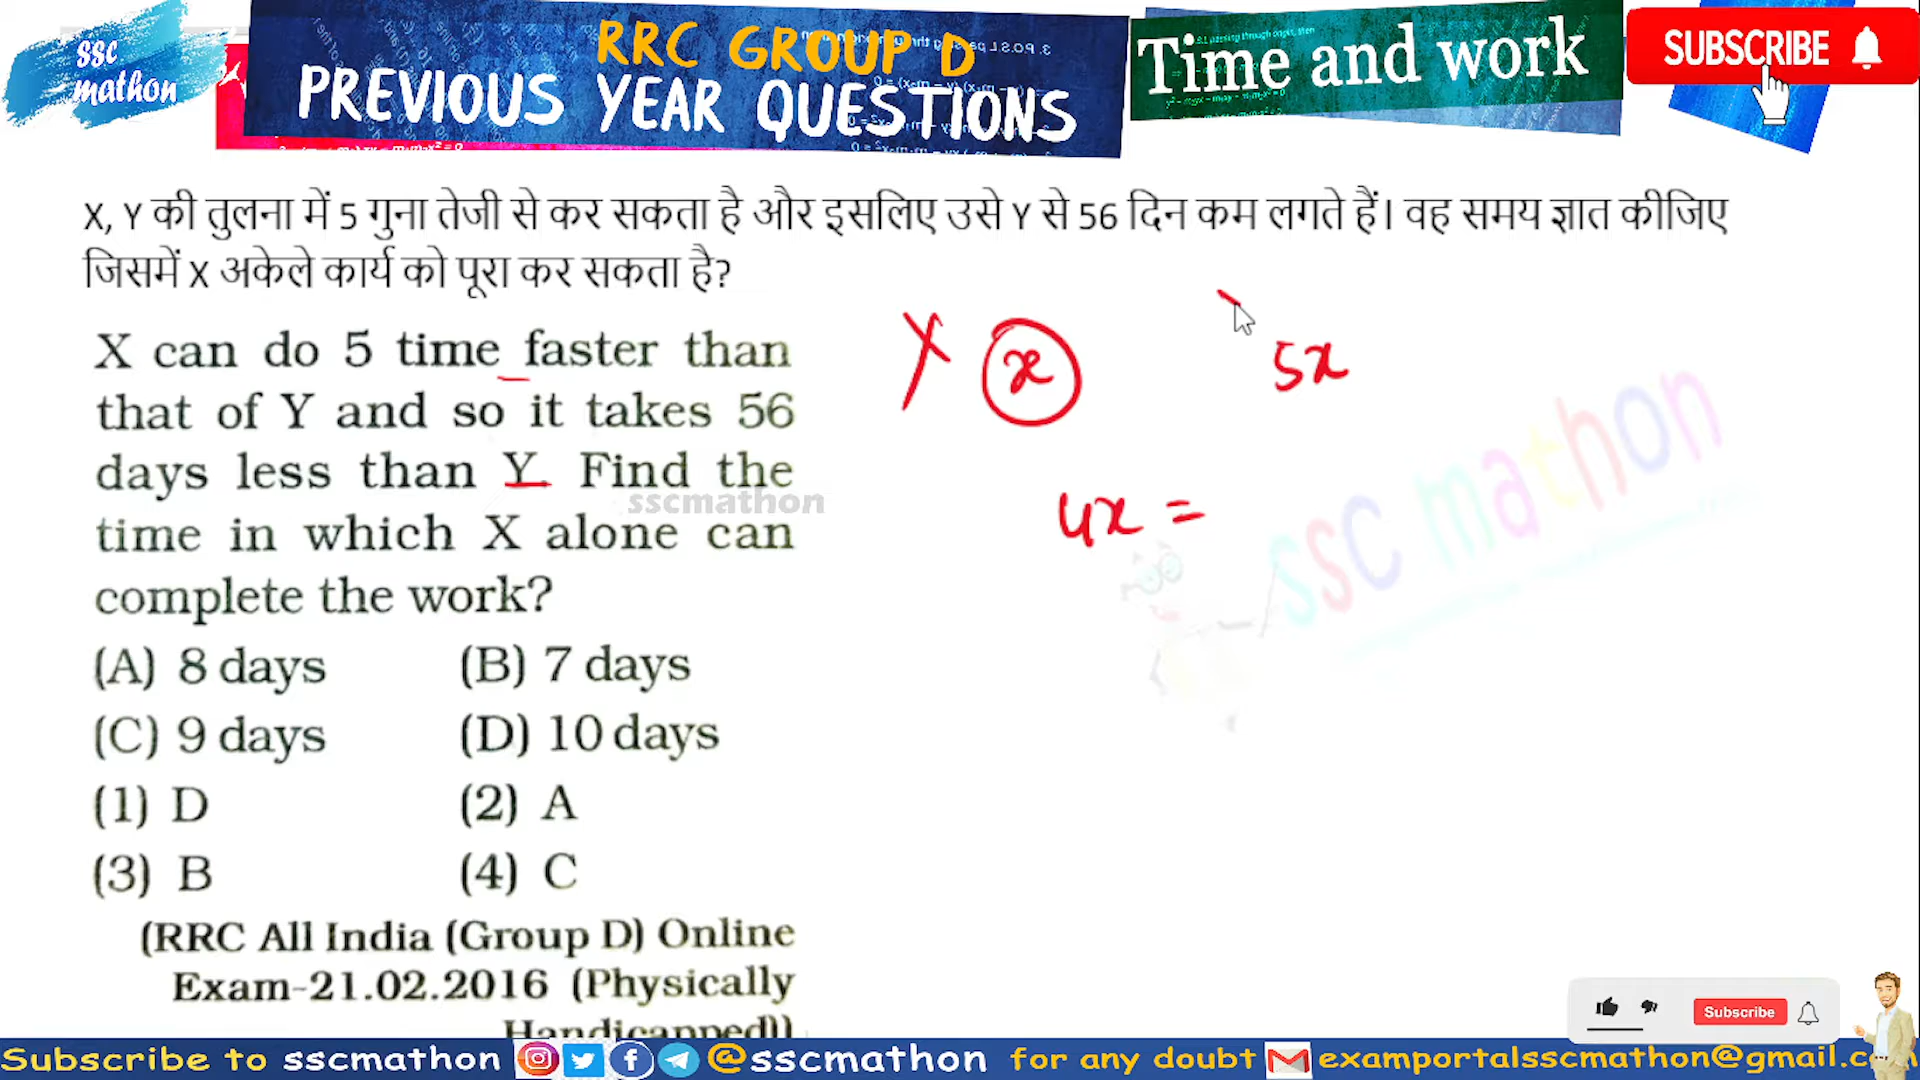 ssc
mathon
RRC GROUP D
PREVIOUS YEAR QUESTIONS
Time and work
SUBSCRIBE
X, Y की तुलना में 5 गुना तेजी से कर सकता है और इसलिए उसे Y से 56 दिन कम लगते हैं। वह समय ज्ञात कीजिए
जिसमें X अकेले कार्य को पूरा कर सकता है?
X can do 5 time faster than
that of Y and so it takes 56
days less than Y. Find the
time in which X alone can
complete the work?
(A) 8 days (B) 7 days
(C) 9 days (D) 10 days
(1) D (2) A
(3) B (4) C
(RRC All India (Group D) Online
Exam-21.02.2016 (Physically
Handicapped))
X x 5x
4x =
sscmathon
ssc mathon
Subscribe
Subscribe to sscmathon @sscmathon for any doubt examportalsscmathon@gmail.c